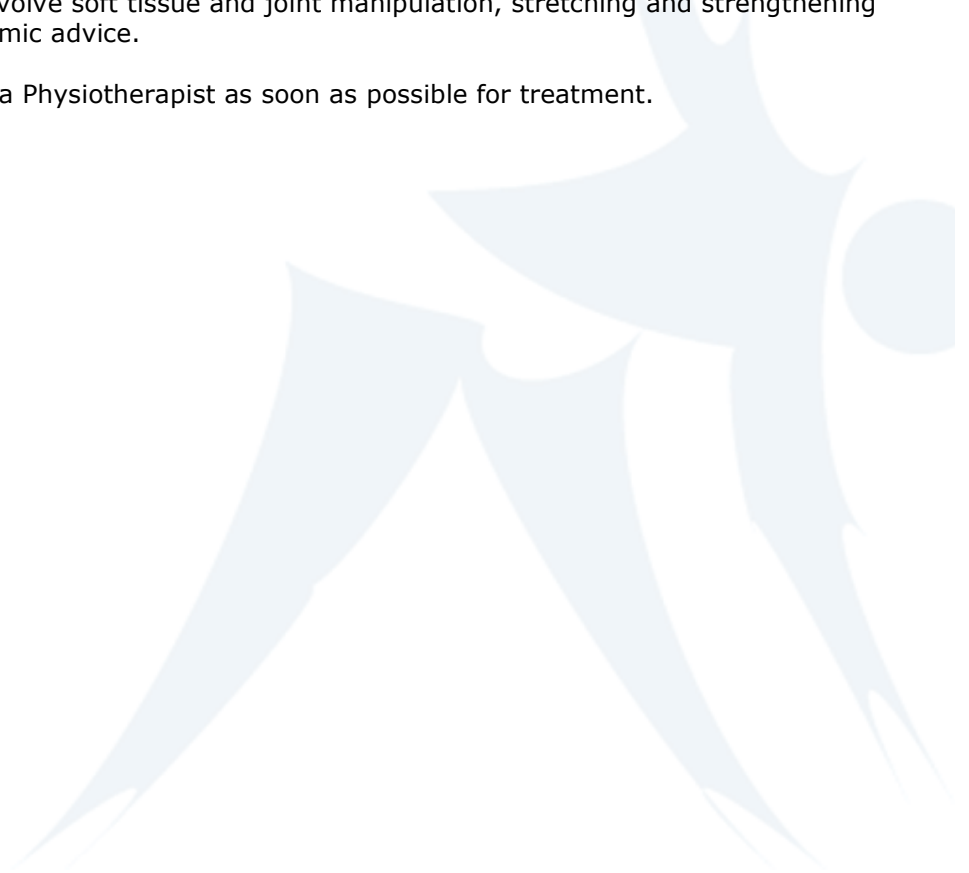 volve soft tissue and joint manipulation, stretching and strengthening
mic advice.
a Physiotherapist as soon as possible for treatment.